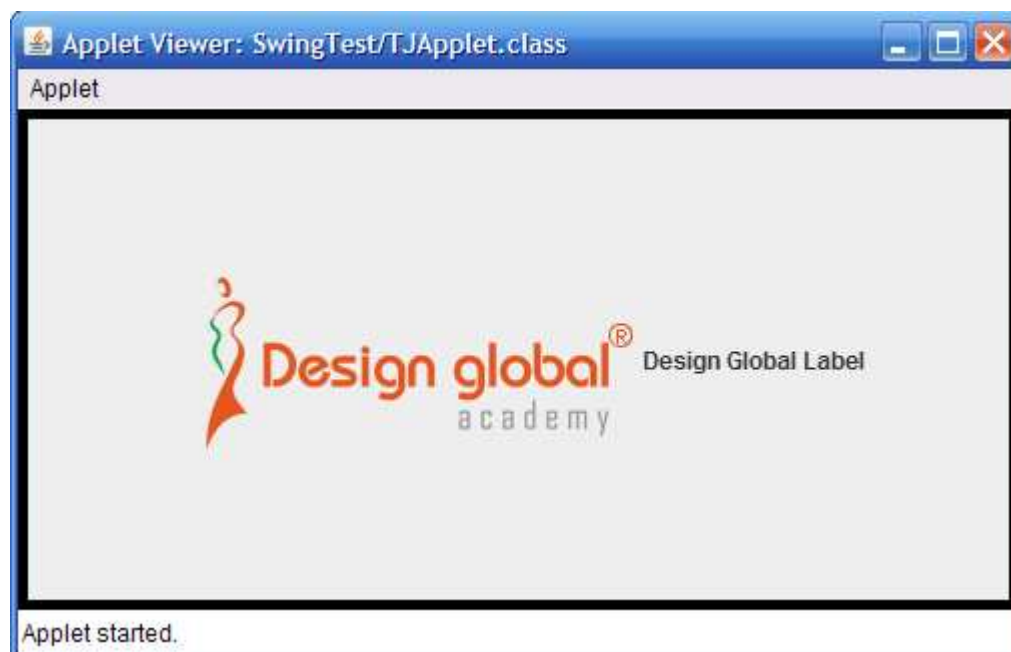 Applet Viewer: SwingTest/TJApplet.class
Applet
Design global®
academy
Design Global Label
Applet started.